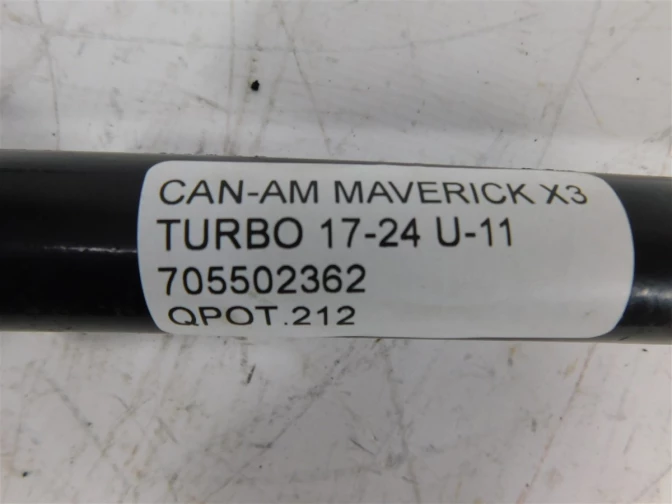 CAN-AM MAVERICK X3
TURBO 17-24 U-11
705502362
QPOT.212